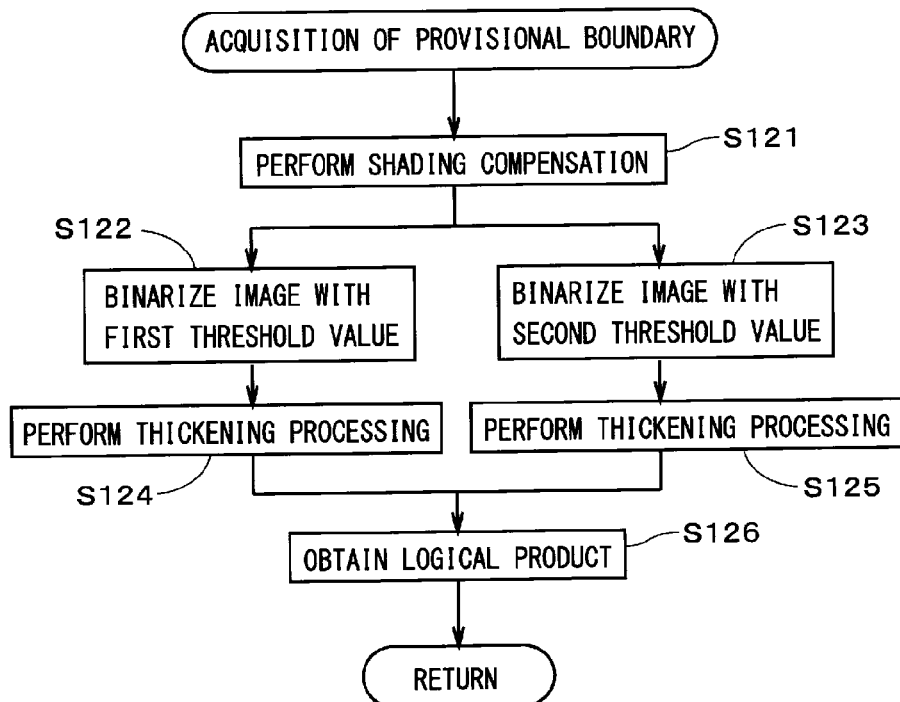 ACQUISITION OF PROVISIONAL BOUNDARY
S121
PERFORM SHADING COMPENSATION
S122
S123
BINARIZE IMAGE WITH
FIRST THRESHOLD VALUE
BINARIZE IMAGE WITH
SECOND THRESHOLD VALUE
PERFORM THICKENING PROCESSING
PERFORM THICKENING PROCESSING
S124
S125
S126
OBTAIN LOGICAL PRODUCT
RETURN